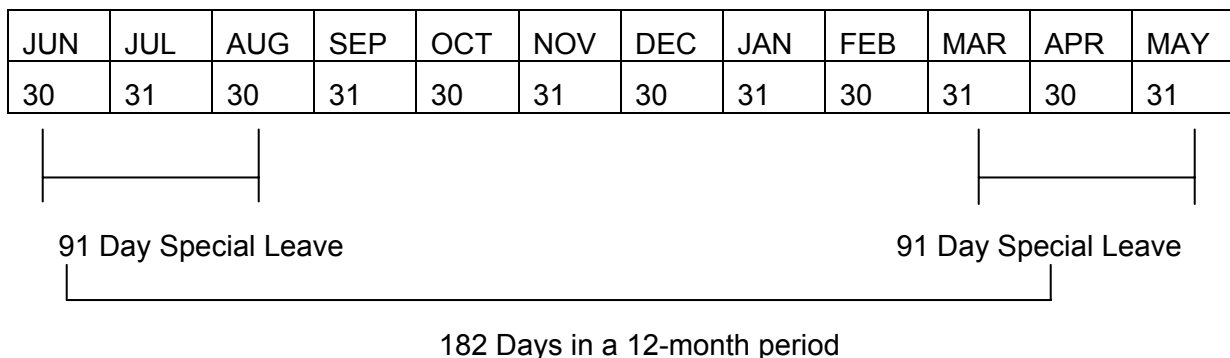 JUN JUL AUG SEP OCT NOV DEC JAN FEB MAR APR MAY
30 31 30 31 30 31 30 31 30 31 30 31
91 Day Special Leave 91 Day Special Leave
182 Days in a 12-month period